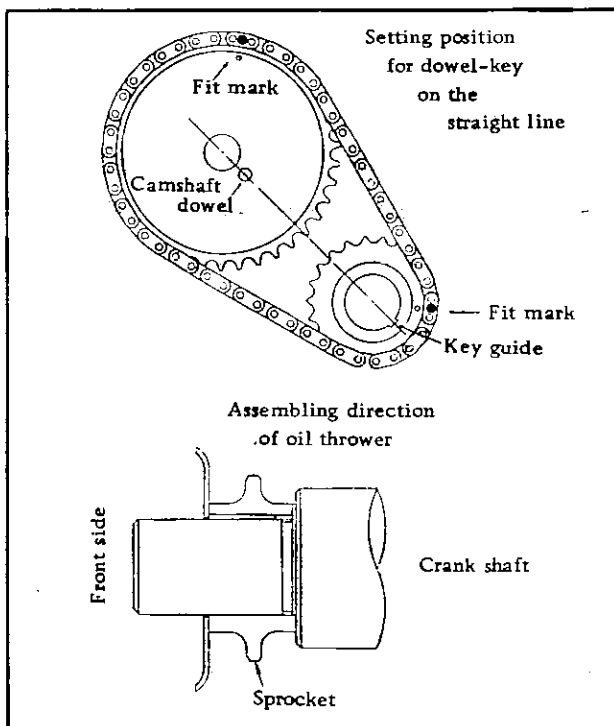 Setting position
for dowel-key
on the
straight line
Fit mark
Camshaft
dowel
Fit mark
Key guide
Assembling direction
.of oil thrower
Front side
Crank shaft
Sprocket